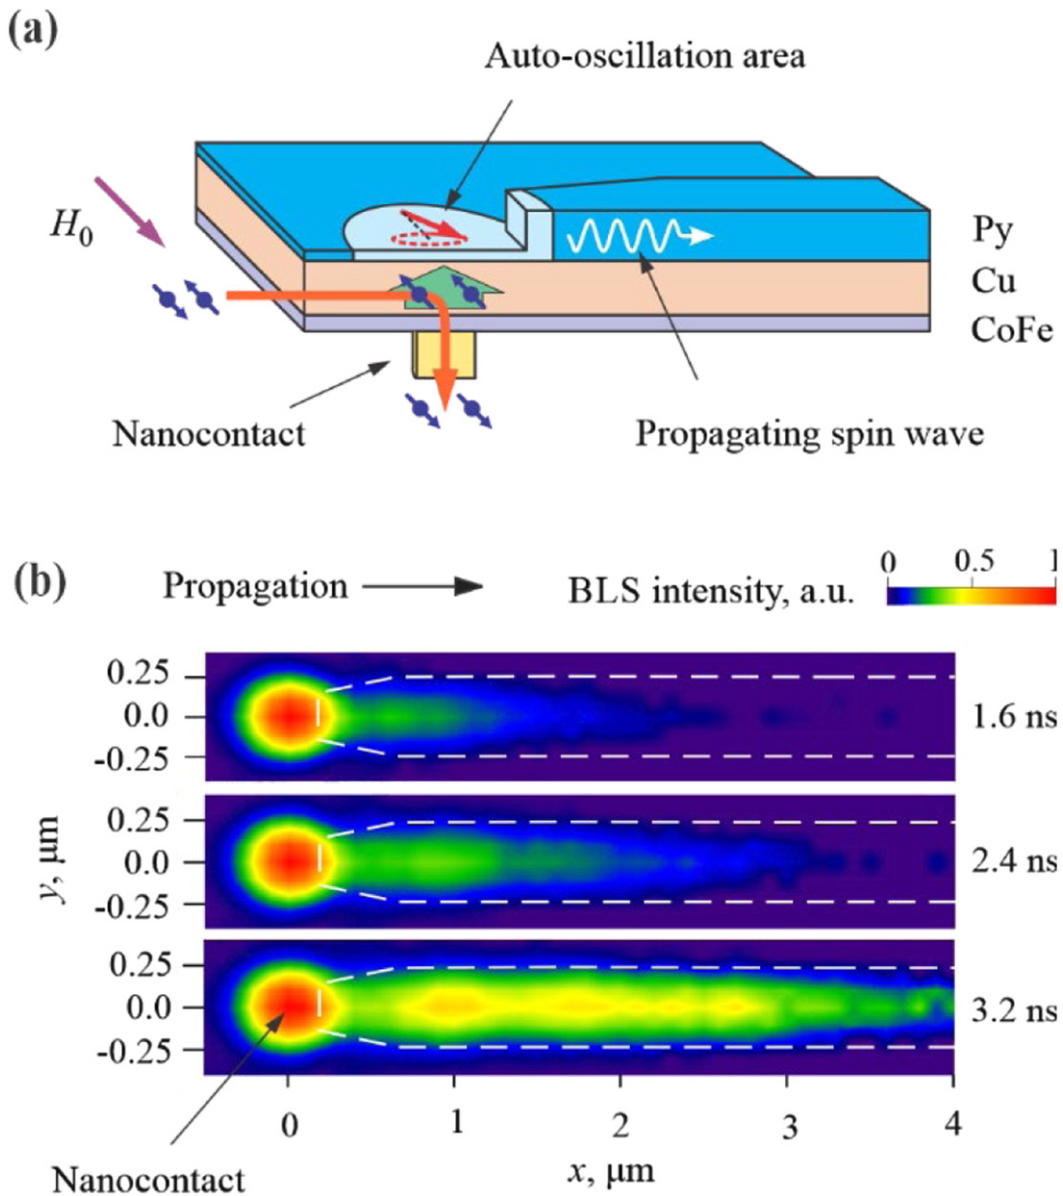 (a)
Auto-oscillation area
H0
Py
Cu
CoFe
Nanocontact
Propagating spin wave
(b)
Propagation
BLS intensity, a.u.
0 0.5 1
0.25
0.0
-0.25
1.6 ns
0.25
0.0
-0.25
2.4 ns
y, μm
0.25
0.0
-0.25
3.2 ns
0 1 2 3 4
x, μm
Nanocontact